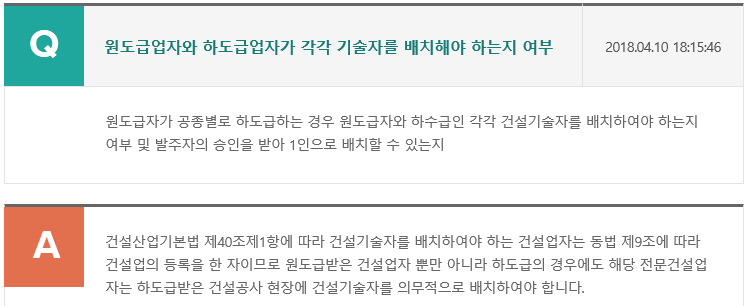 Q
원도급업자와 하도급업자가 각각 기술자를 배치해야 하는지 여부
2018.04.10 18:15:46
원도급자가 공종별로 하도급하는 경우 원도급자와 하수급인 각각 건설기술자를 배치하여야 하는지
여부 및 발주자의 승인을 받아 1인으로 배치할 수 있는지
A
건설산업기본법 제40조제1항에 따라 건설기술자를 배치하여야 하는 건설업자는 동법 제9조에 따라
건설업의 등록을 한 자이므로 원도급받은 건설업자 뿐만 아니라 하도급의 경우에도 해당 전문건설업
자는 하도급받은 건설공사 현장에 건설기술자를 의무적으로 배치하여야 합니다.